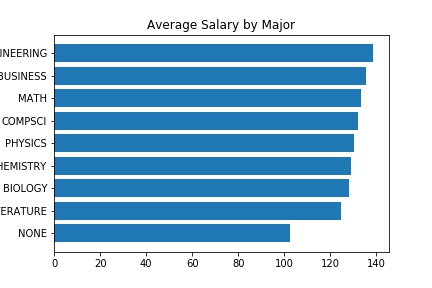 Average Salary by Major
INEERING
BUSINESS
MATH
COMPSCI
PHYSICS
HEMISTRY
BIOLOGY
ERATURE
NONE
0 20 40 60 80 100 120 140